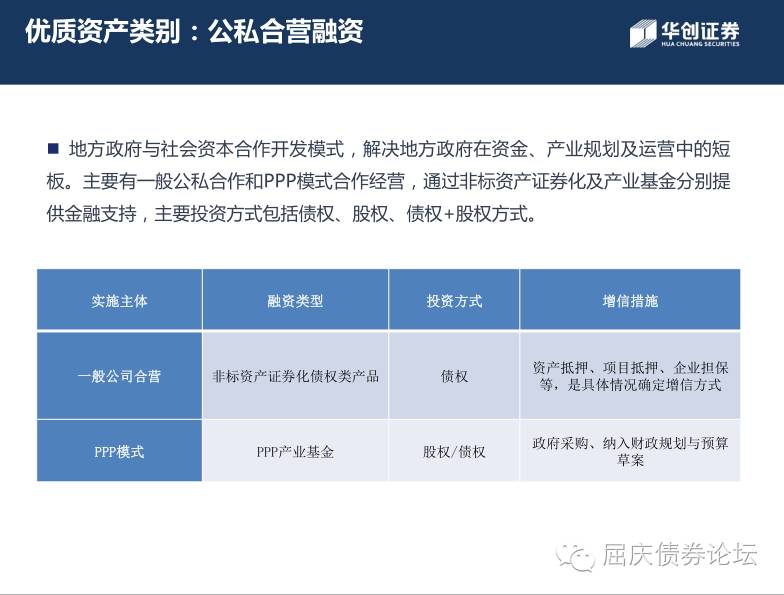 优质资产类别：公私合营融资
华创证券
HUA CHUANG SECURITIES
■ 地方政府与社会资本合作开发模式，解决地方政府在资金、产业规划及运营中的短
板。主要有一般公私合作和PPP模式合作经营，通过非标资产证券化及产业基金分别提
供金融支持，主要投资方式包括债权、股权、债权+股权方式。
实施主体 融资类型 投资方式 增信措施
一般公司合营 非标资产证券化债权类产品 债权 资产抵押、项目抵押、企业担保
等，是具体情况确定增信方式
PPP模式 PPP产业基金 股权/债权 政府采购、纳入财政规划与预算
草案
屈庆债券论坛